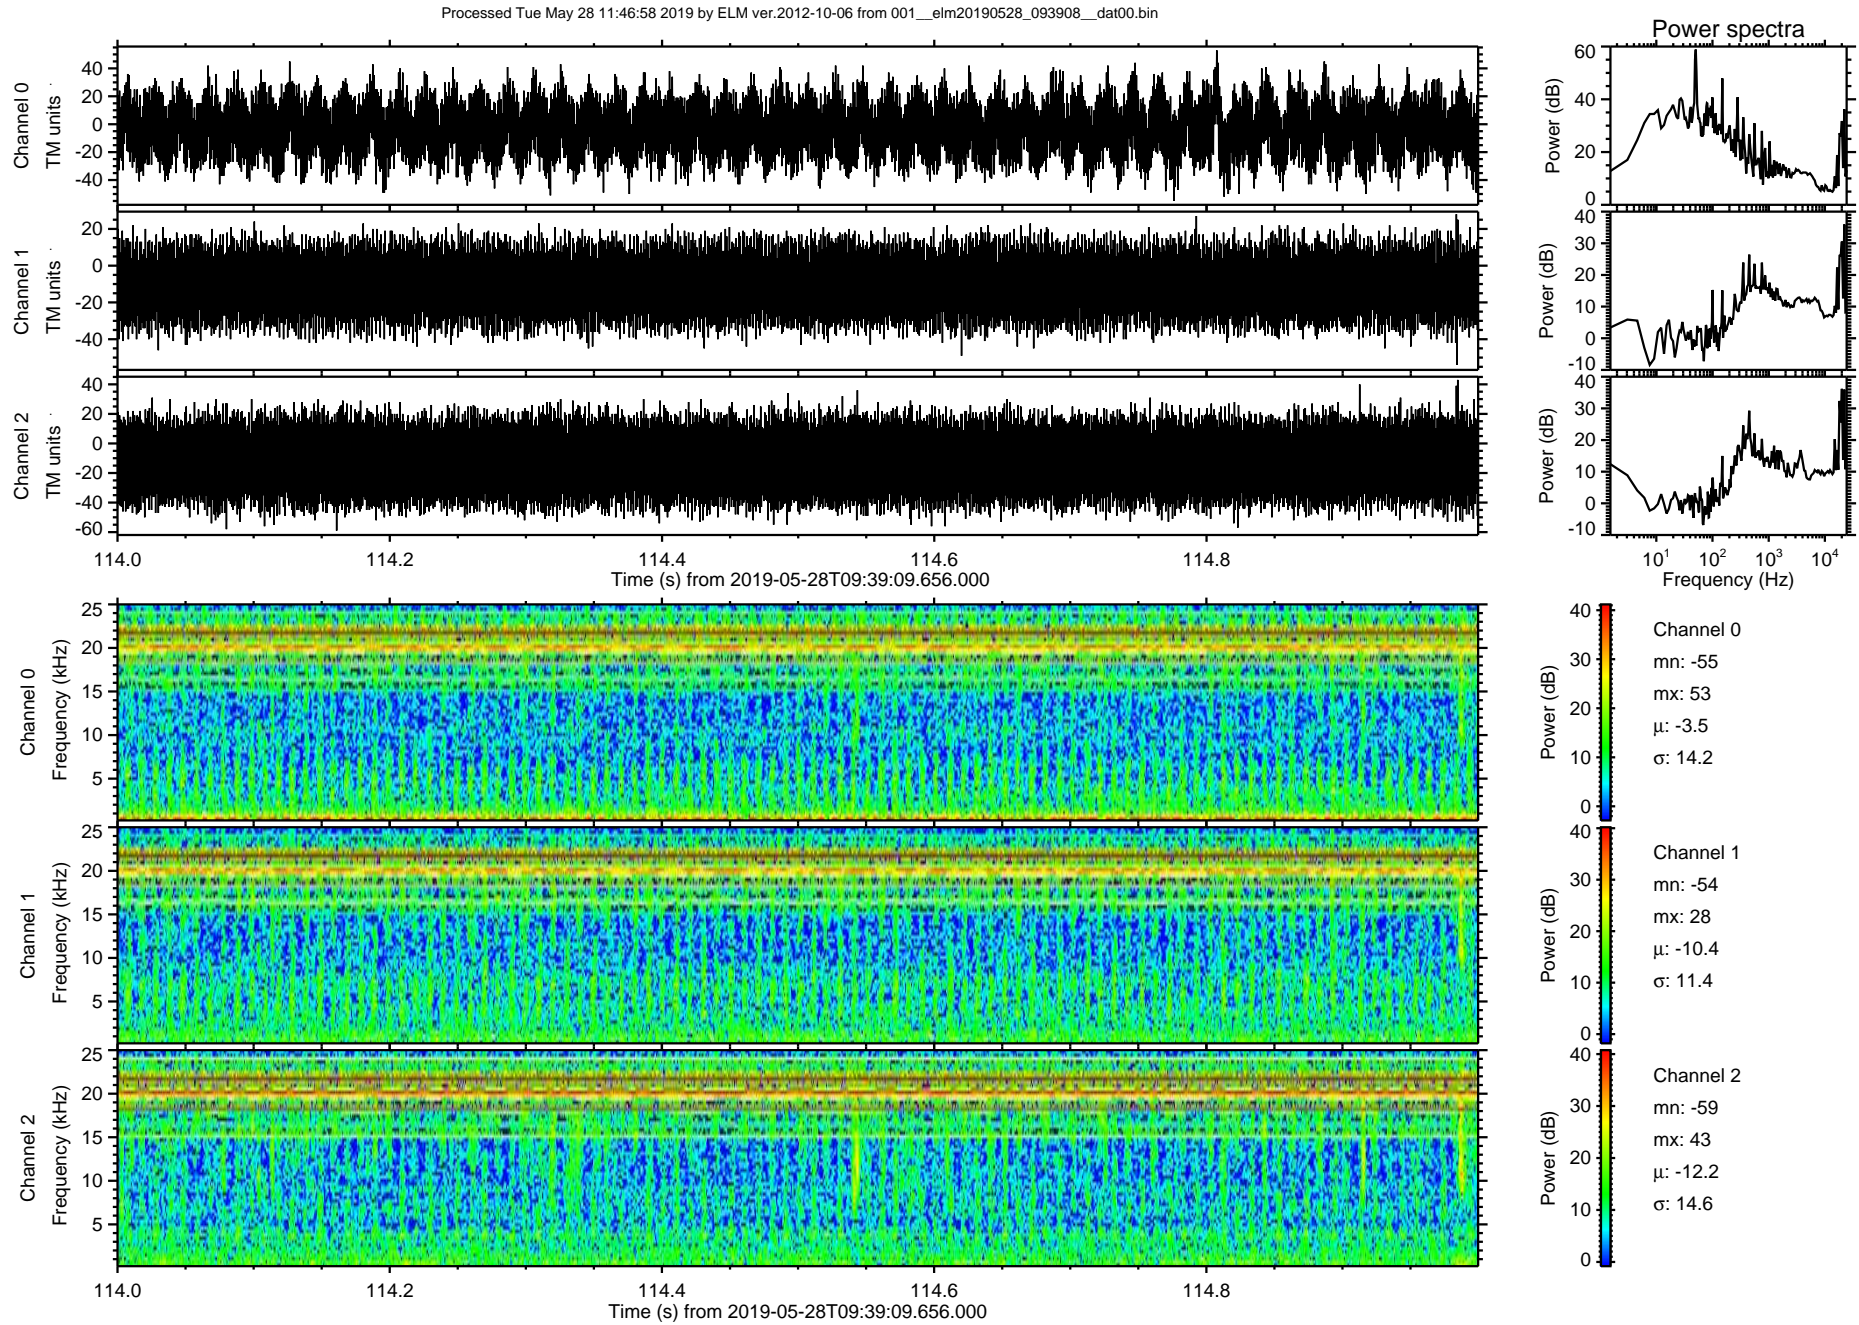 Processed Tue May 28 11:46:58 2019 by ELM ver.2012-10-06 from 001__elm20190528_093908__dat00.bin
Power spectra
Channel 0
TM units
40
20
0
-20
-40
Power (dB)
60
40
20
0
Channel 1
TM units
20
0
-20
-40
Power (dB)
40
30
20
10
0
-10
Channel 2
TM units
40
20
0
-20
-40
-60
Power (dB)
40
30
20
10
0
-10
114.0 114.2 114.4 114.6 114.8
Time (s) from 2019-05-28T09:39:09.656.000
10¹ 10² 10³ 10⁴
Frequency (Hz)
Channel 0
Frequency (kHz)
25
20
15
10
5
Power (dB)
40
30
20
10
0
Channel 0
mn: -55
mx: 53
μ: -3.5
σ: 14.2
Channel 1
Frequency (kHz)
25
20
15
10
5
Power (dB)
40
30
20
10
0
Channel 1
mn: -54
mx: 28
μ: -10.4
σ: 11.4
Channel 2
Frequency (kHz)
25
20
15
10
5
Power (dB)
40
30
20
10
0
Channel 2
mn: -59
mx: 43
μ: -12.2
σ: 14.6
114.0 114.2 114.4 114.6 114.8
Time (s) from 2019-05-28T09:39:09.656.000